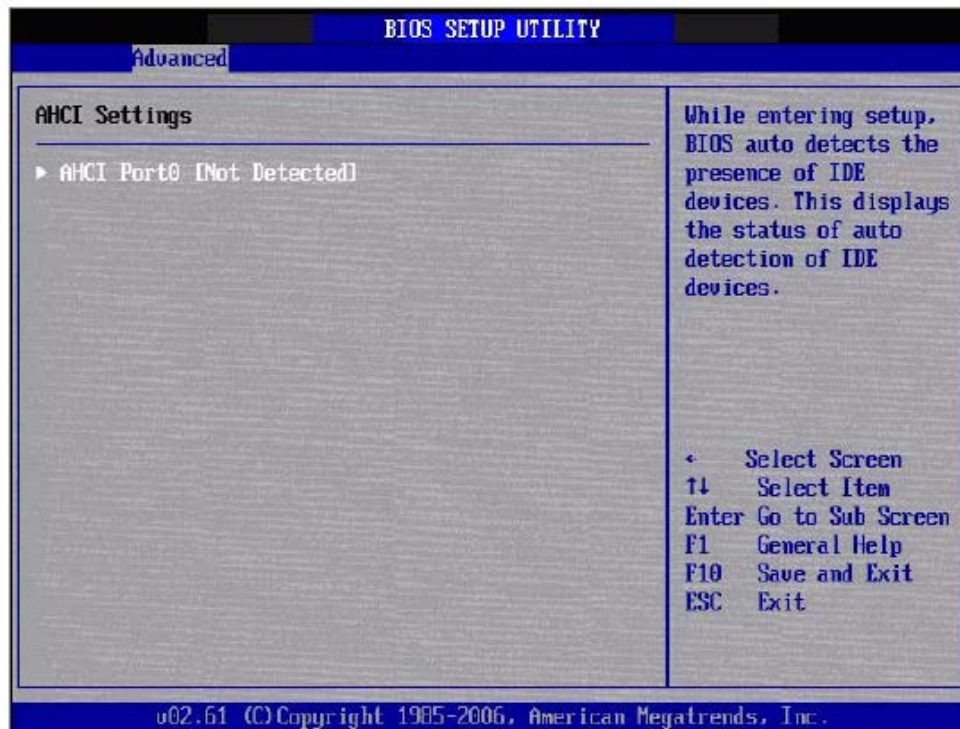 BIOS SETUP UTILITY
Advanced
AHCI Settings
▶ AHCI Port0 [Not Detected]
While entering setup,
BIOS auto detects the
presence of IDE
devices. This displays
the status of auto
detection of IDE
devices.
← Select Screen
↑↓ Select Item
Enter Go to Sub Screen
F1 General Help
F10 Save and Exit
ESC Exit
v02.61 (C)Copyright 1985-2006, American Megatrends, Inc.